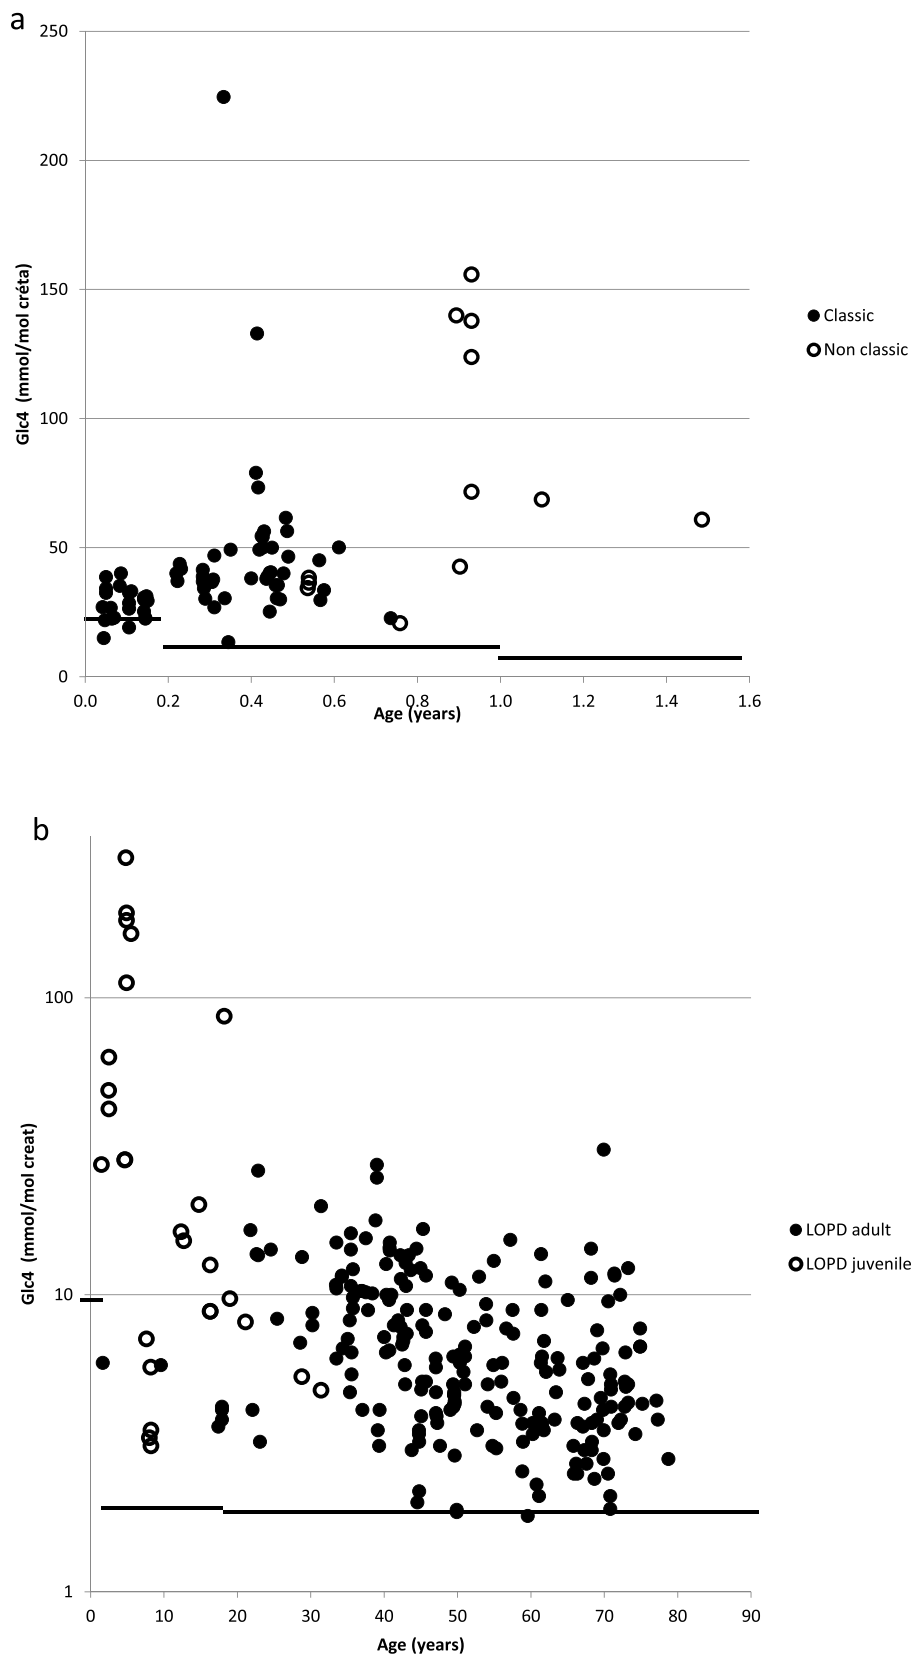 a
250
200
150
100
50
0
Glc4 (mmol/mol créta)
0.0 0.2 0.4 0.6 0.8 1.0 1.2 1.4 1.6
Age (years)
Classic
Non classic
b
100
10
1
Glc4 (mmol/mol creat)
0 10 20 30 40 50 60 70 80 90
Age (years)
LOPD adult
LOPD juvenile